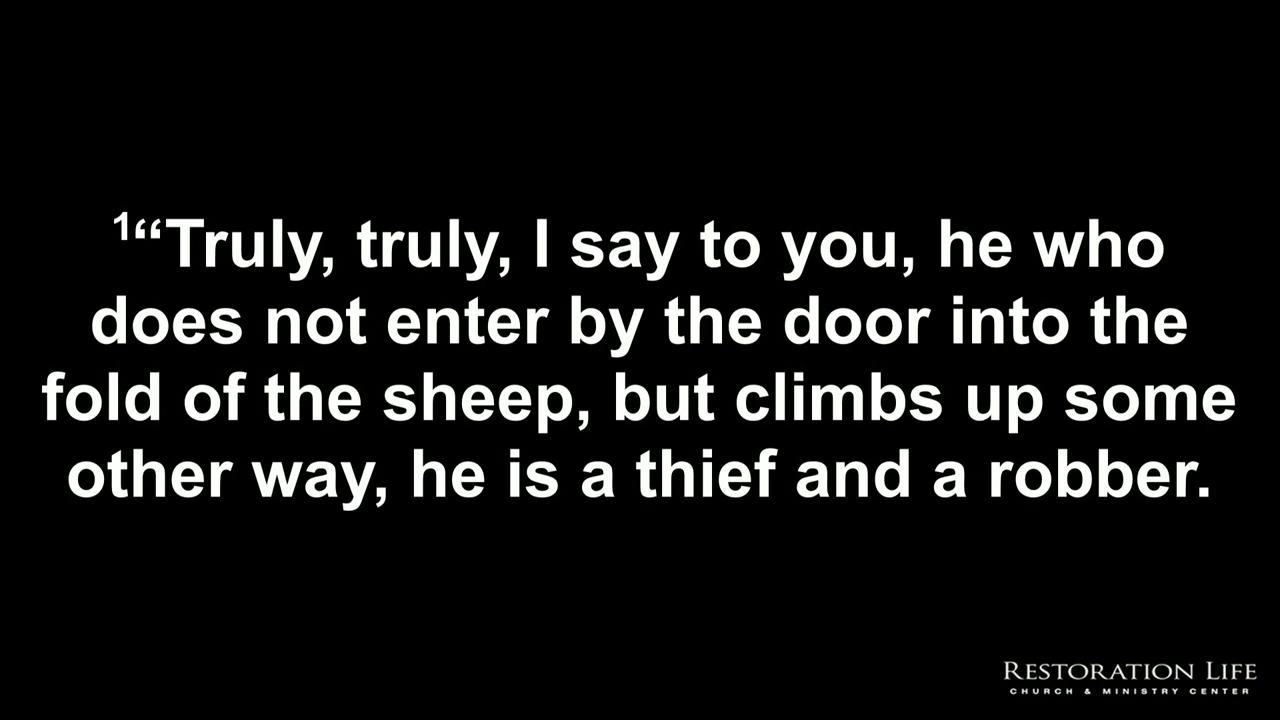 1“Truly, truly, I say to you, he who
does not enter by the door into the
fold of the sheep, but climbs up some
other way, he is a thief and a robber.
RESTORATION LIFE
CHURCH & MINISTRY CENTER